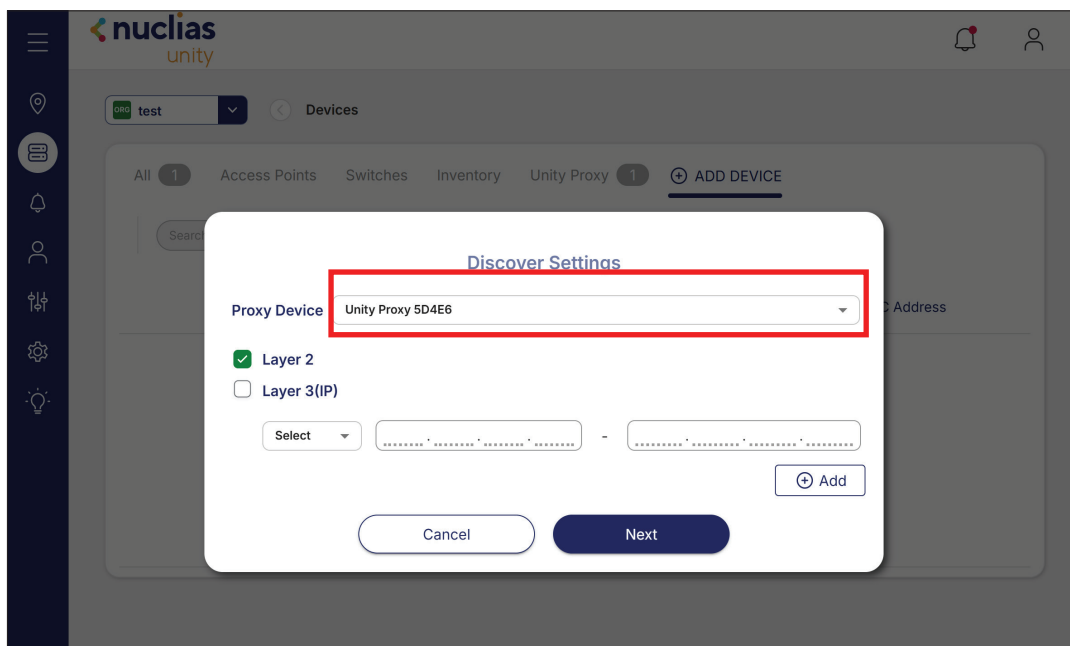 nuclias
unity
ORG test
Devices
All 1 Access Points Switches Inventory Unity Proxy 1 ADD DEVICE
Search
Discover Settings
Proxy Device Unity Proxy 5D4E6
C Address
Layer 2
Layer 3(IP)
Select . . . - . . .
Add
Cancel Next